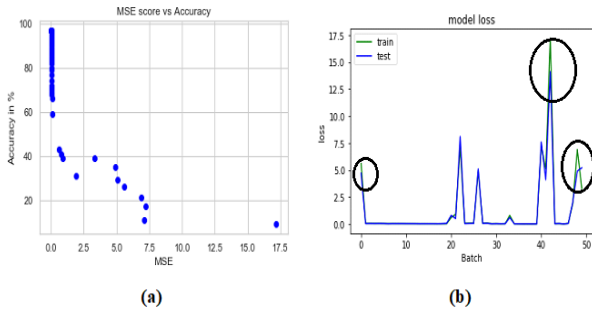 MSE score vs Accuracy
100
80
60
40
20
Accuracy in %
0.0 2.5 5.0 7.5 10.0 12.5 15.0 17.5
MSE
(a)
model loss
train
test
17.5
15.0
12.5
10.0
7.5
5.0
2.5
0.0
loss
0 10 20 30 40 50
Batch
(b)